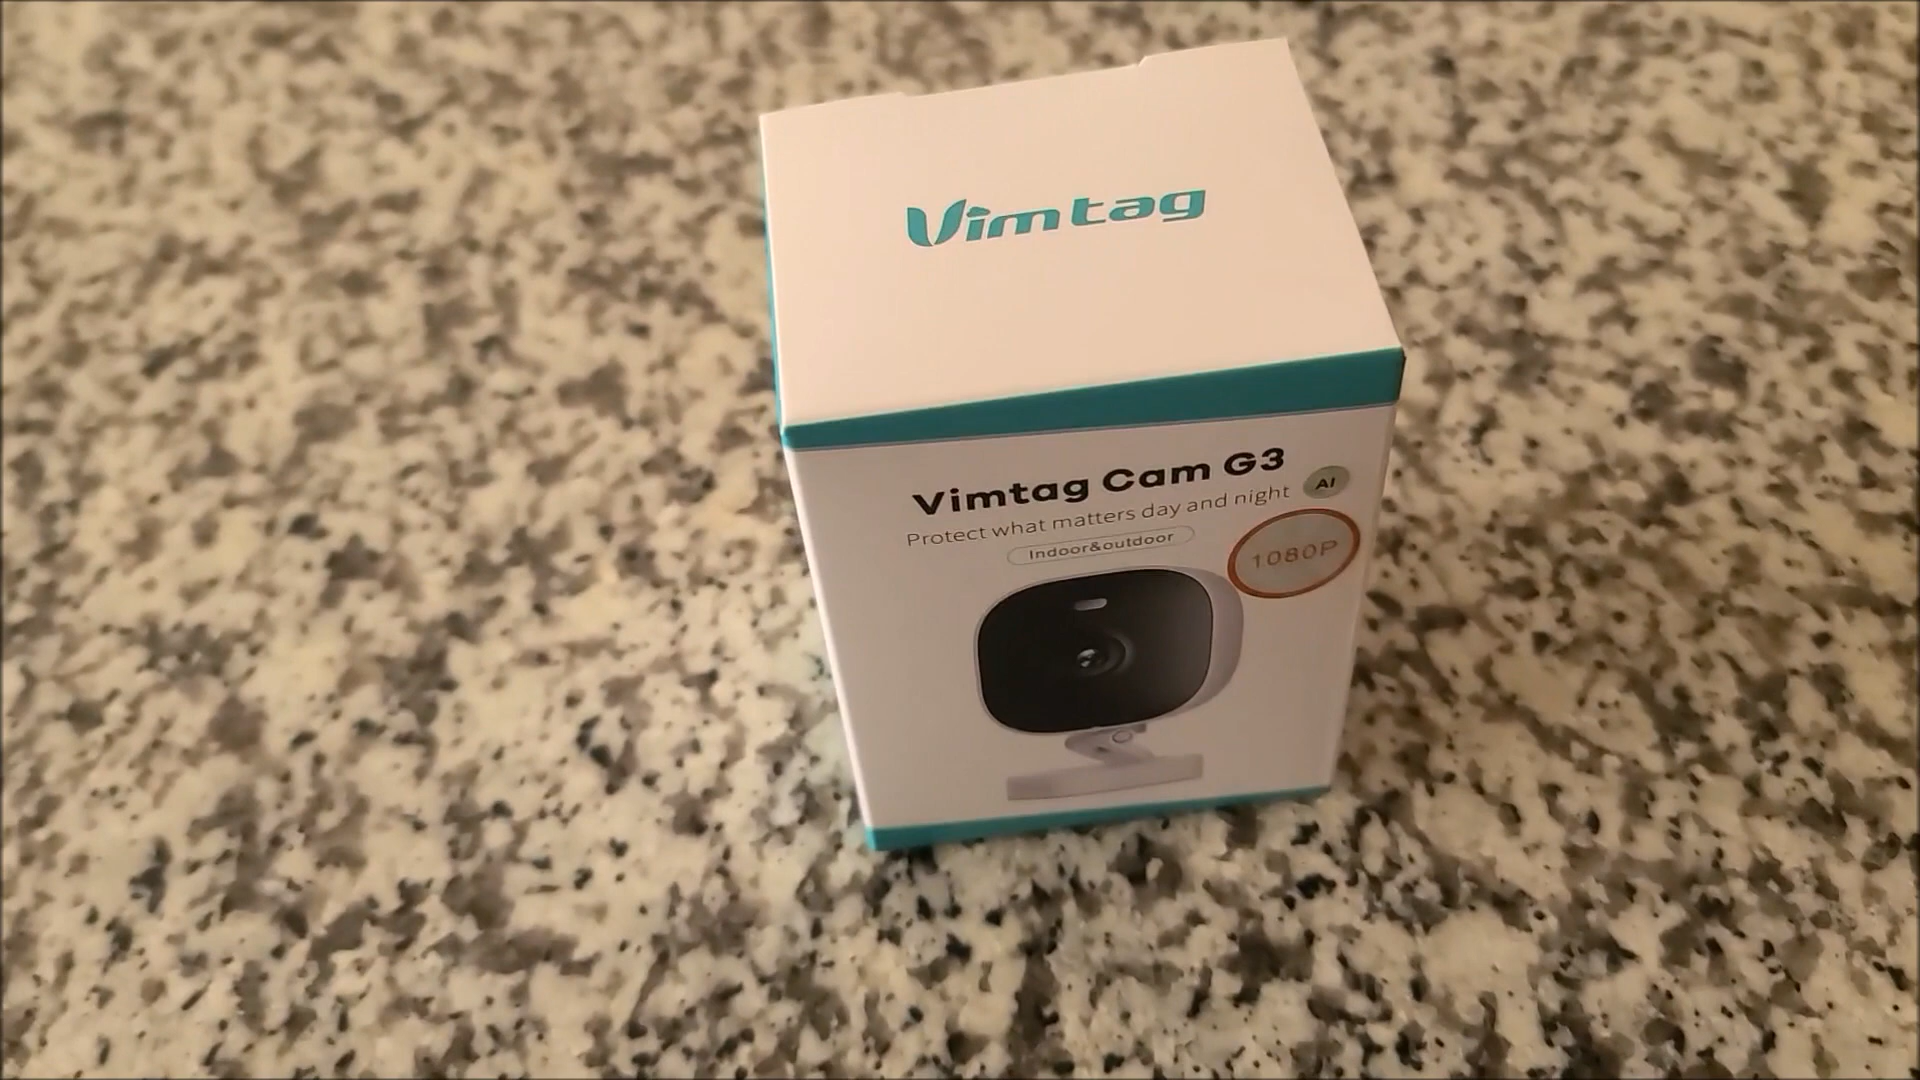 Vimtag
Vimtag Cam G3
Protect what matters day and night
AI
Indoor&outdoor
1080P